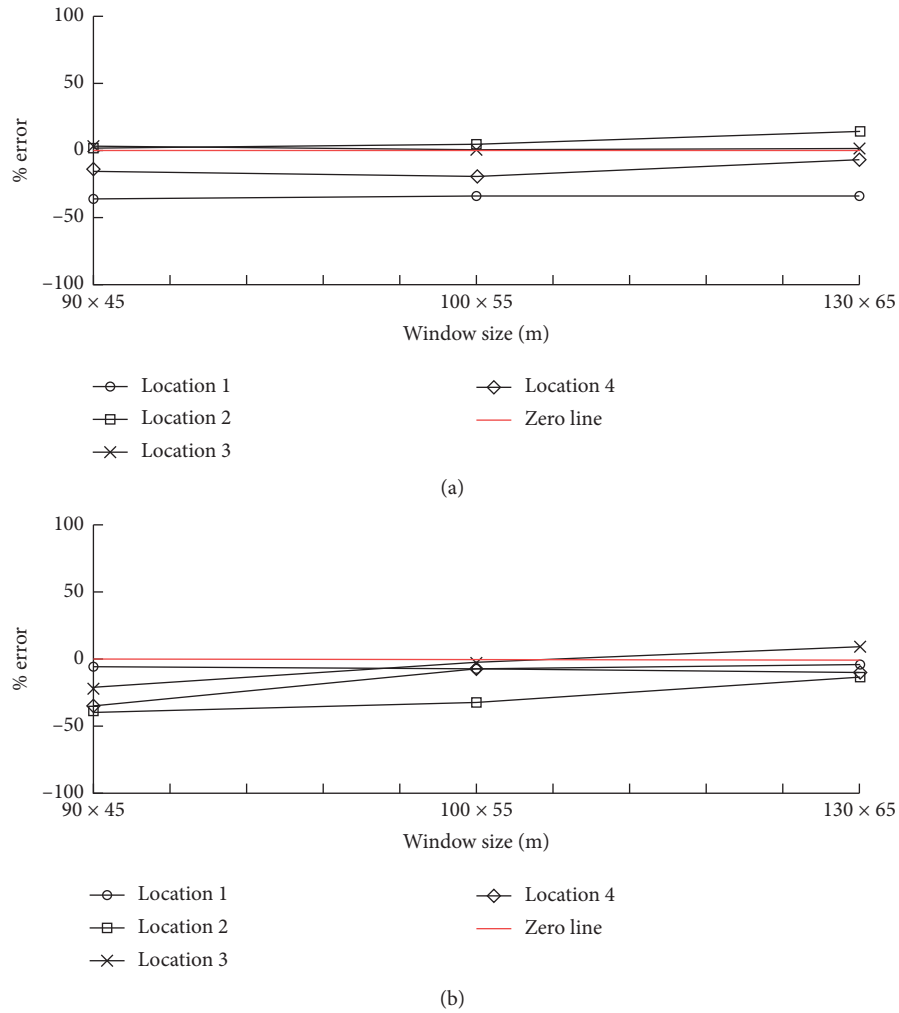 100
50
0
−50
−100
% error
90 × 45
100 × 55
130 × 65
Window size (m)
Location 1
Location 2
Location 3
Location 4
Zero line
(a)
100
50
0
−50
−100
% error
90 × 45
100 × 55
130 × 65
Window size (m)
Location 1
Location 2
Location 3
Location 4
Zero line
(b)